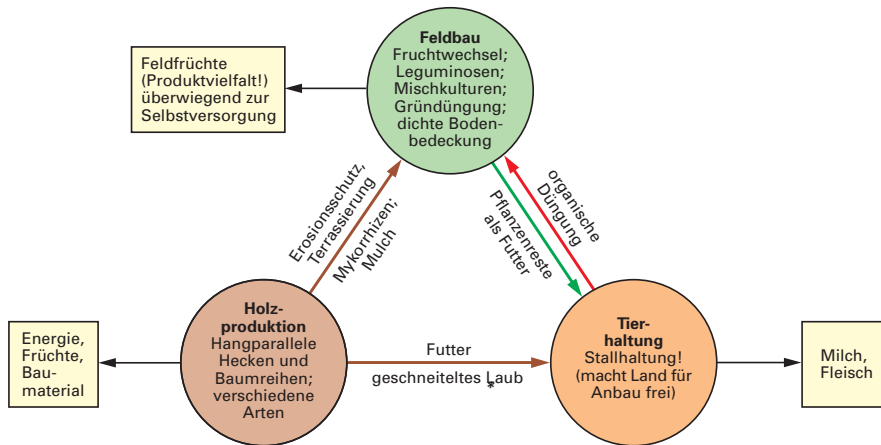 Feldbau
Fruchtwechsel;
Leguminosen;
Mischkulturen;
Gründüngung;
dichte Boden-
bedeckung
Feldfrüchte
(Produktvielfalt!)
überwiegend zur
Selbstversorgung
Erosionsschutz,
Terrassierung
Mykorrhizen;
Mulch
organische
Düngung
Pflanzenreste
als Futter
Holz-
produktion
Hangparallele
Hecken und
Baumreihen;
verschiedene
Arten
Energie,
Früchte,
Bau-
material
Futter
geschneiteltes Laub
*
Tier-
haltung
Stallhaltung!
(macht Land für
Anbau frei)
Milch,
Fleisch